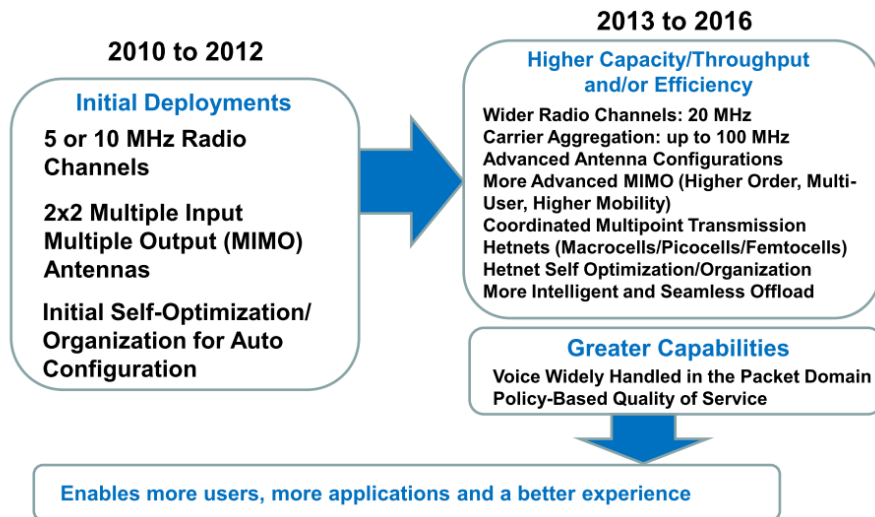 2010 to 2012
Initial Deployments
5 or 10 MHz Radio
Channels
2x2 Multiple Input
Multiple Output (MIMO)
Antennas
Initial Self-Optimization/
Organization for Auto
Configuration
2013 to 2016
Higher Capacity/Throughput
and/or Efficiency
Wider Radio Channels: 20 MHz
Carrier Aggregation: up to 100 MHz
Advanced Antenna Configurations
More Advanced MIMO (Higher Order, Multi-
User, Higher Mobility)
Coordinated Multipoint Transmission
Hetnets (Macrocells/Picocells/Femtocells)
Hetnet Self Optimization/Organization
More Intelligent and Seamless Offload
Greater Capabilities
Voice Widely Handled in the Packet Domain
Policy-Based Quality of Service
Enables more users, more applications and a better experience